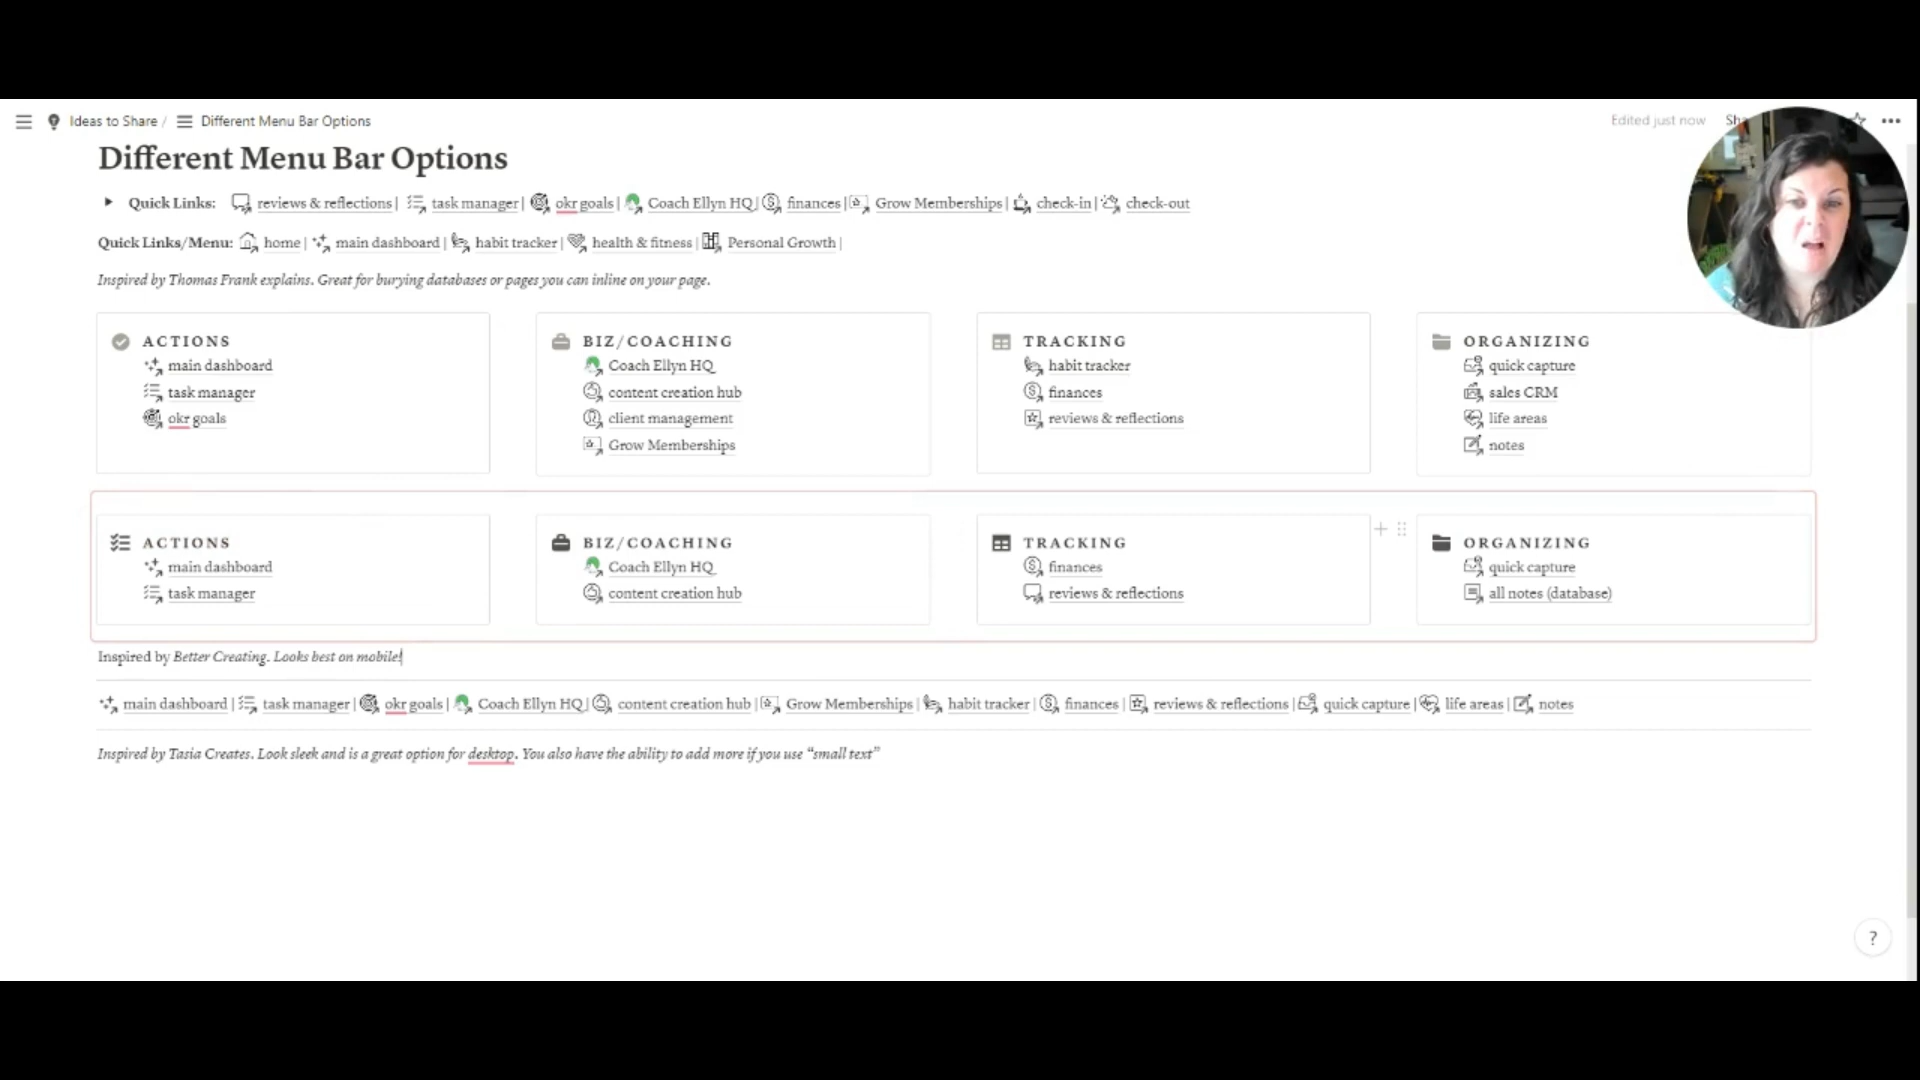 Ideas to Share / Different Menu Bar Options
Edited just now
Different Menu Bar Options
Quick Links: reviews & reflections | task manager | okr goals | Coach Ellyn HQ | finances | Grow Memberships | check-in | check-out
Quick Links/Menu: home | main dashboard | habit tracker | health & fitness | Personal Growth |
Inspired by Thomas Frank explains. Great for burying databases or pages you can inline on your page.
ACTIONS
main dashboard
task manager
okr goals
BIZ/COACHING
Coach Ellyn HQ
content creation hub
client management
Grow Memberships
TRACKING
habit tracker
finances
reviews & reflections
ORGANIZING
quick capture
sales CRM
life areas
notes
ACTIONS
main dashboard
task manager
BIZ/COACHING
Coach Ellyn HQ
content creation hub
TRACKING
finances
reviews & reflections
ORGANIZING
quick capture
all notes (database)
Inspired by Better Creating. Looks best on mobile!
main dashboard | task manager | okr goals | Coach Ellyn HQ | content creation hub | Grow Memberships | habit tracker | finances | reviews & reflections | quick capture | life areas | notes
Inspired by Tasia Creates. Look sleek and is a great option for desktop. You also have the ability to add more if you use “small text”
?